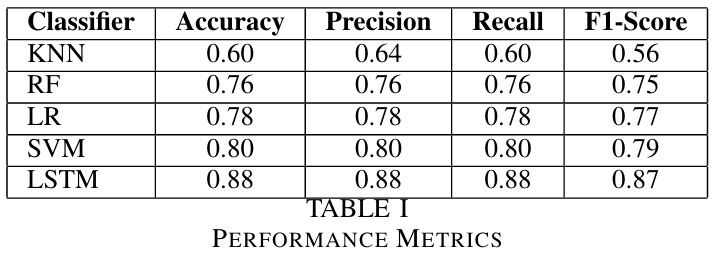 Classifier Accuracy Precision Recall F1-Score
KNN 0.60 0.64 0.60 0.56
RF 0.76 0.76 0.76 0.75
LR 0.78 0.78 0.78 0.77
SVM 0.80 0.80 0.80 0.79
LSTM 0.88 0.88 0.88 0.87
TABLE I
PERFORMANCE METRICS